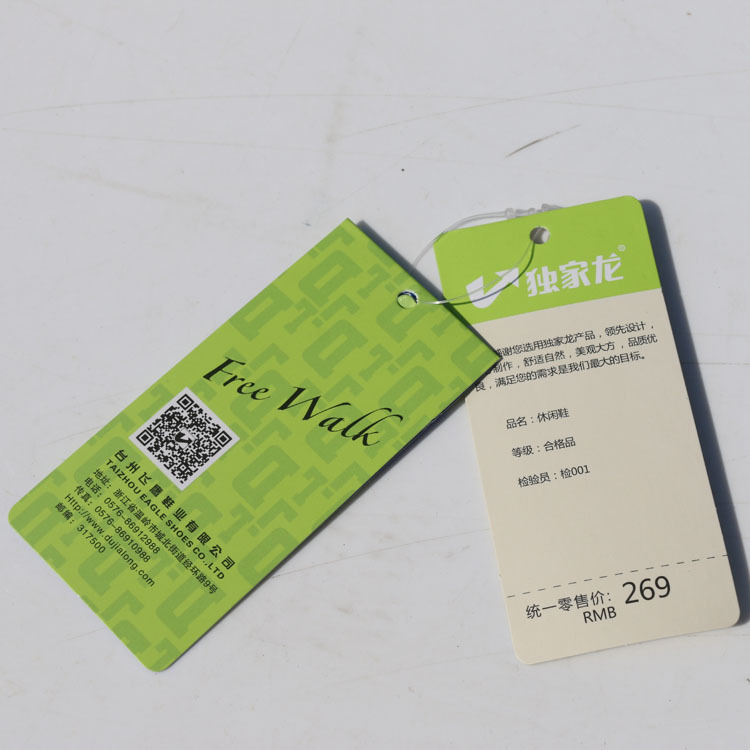 Free Walk
台州飞鹰鞋业有限公司
TAIZHOU EAGLE SHOES CO.,LTD
地址：浙江省温岭市城北街道经环路9号
电话：0576-86912988
传真：0576-86910988
Http://www.dujialong.com
邮编：317500
独家龙®
谢您选用独家龙产品，领先设计，
制作，舒适自然，美观大方，品质优
良，满足您的需求是我们最大的目标。
品名：休闲鞋
等级：合格品
检验员：检001
统一零售价：269
RMB